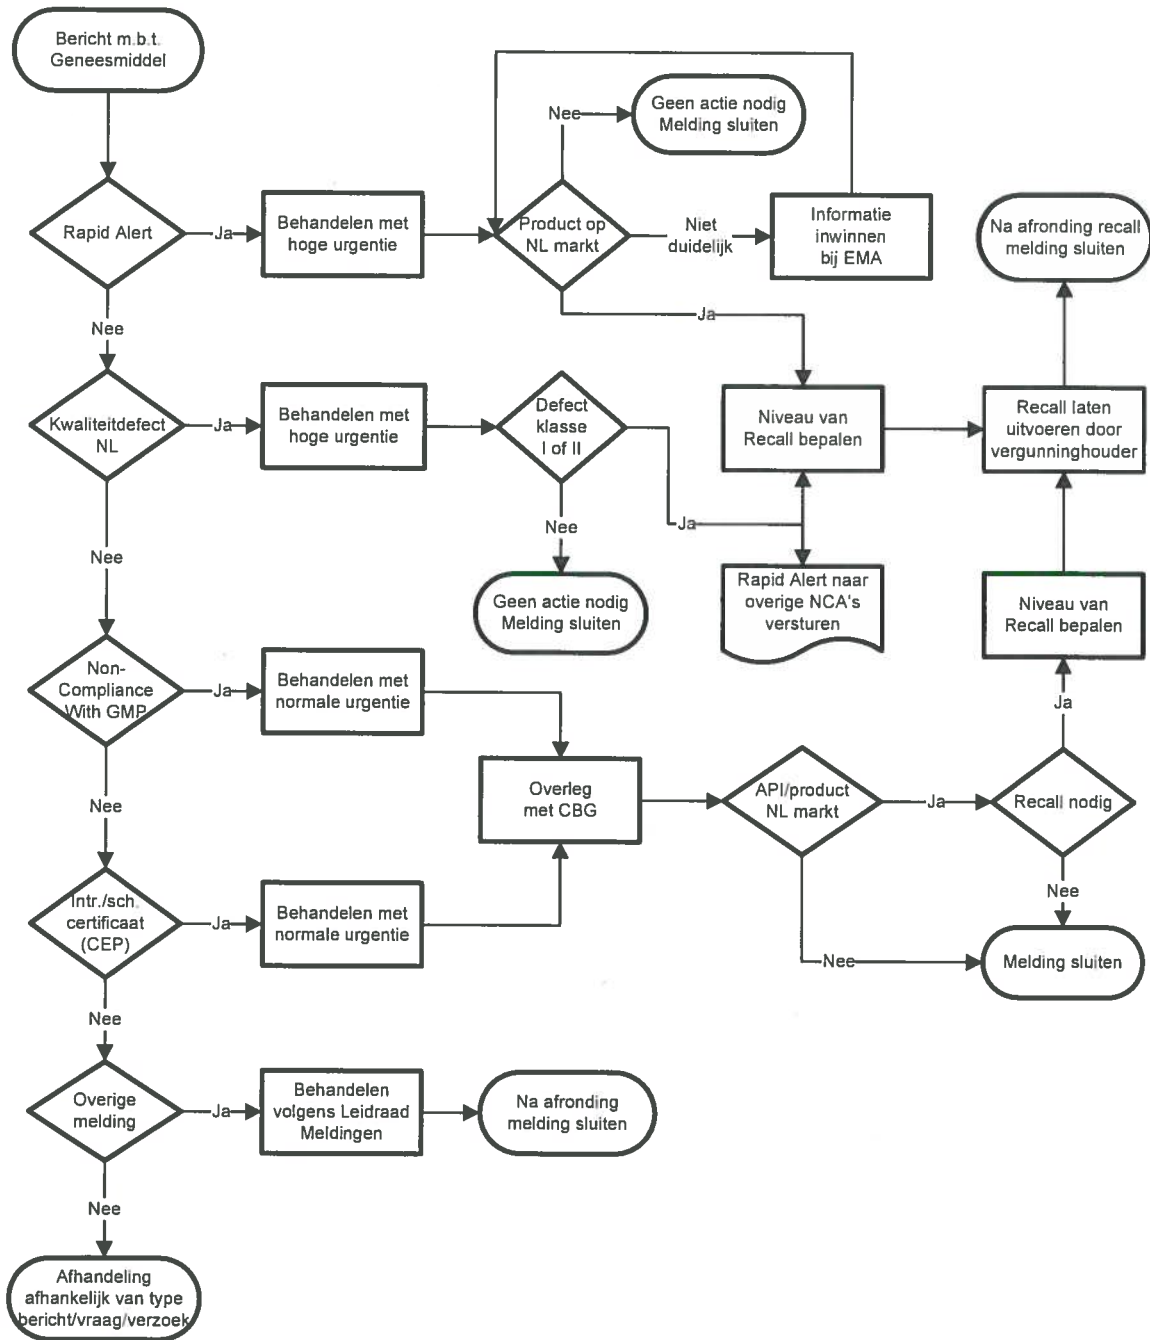 Bericht m.b.t.
Geneesmiddel
Nee
Geen actie nodig
Melding sluiten
Rapid Alert
Ja
Behandelen met
hoge urgentie
Product op
NL markt
Niet
duidelijk
Informatie
inwinnen
bij EMA
Na afronding recall
melding sluiten
Nee
Ja
Kwaliteitdefect
NL
Ja
Behandelen met
hoge urgentie
Defect
klasse
I of II
Niveau van
Recall bepalen
Recall laten
uitvoeren door
vergunninghouder
Nee
Ja
Nee
Geen actie nodig
Melding sluiten
Rapid Alert naar
overige NCA's
versturen
Niveau van
Recall bepalen
Non-
Compliance
With GMP
Ja
Behandelen met
normale urgentie
Ja
Nee
Overleg
met CBG
API/product
NL markt
Ja
Recall nodig
Nee
Intr./sch.
certificaat
(CEP)
Ja
Behandelen met
normale urgentie
Nee
Melding sluiten
Nee
Overige
melding
Ja
Behandelen
volgens Leidraad
Meldingen
Na afronding
melding sluiten
Nee
Afhandeling
afhankelijk van type
bericht/vraag/verzoek